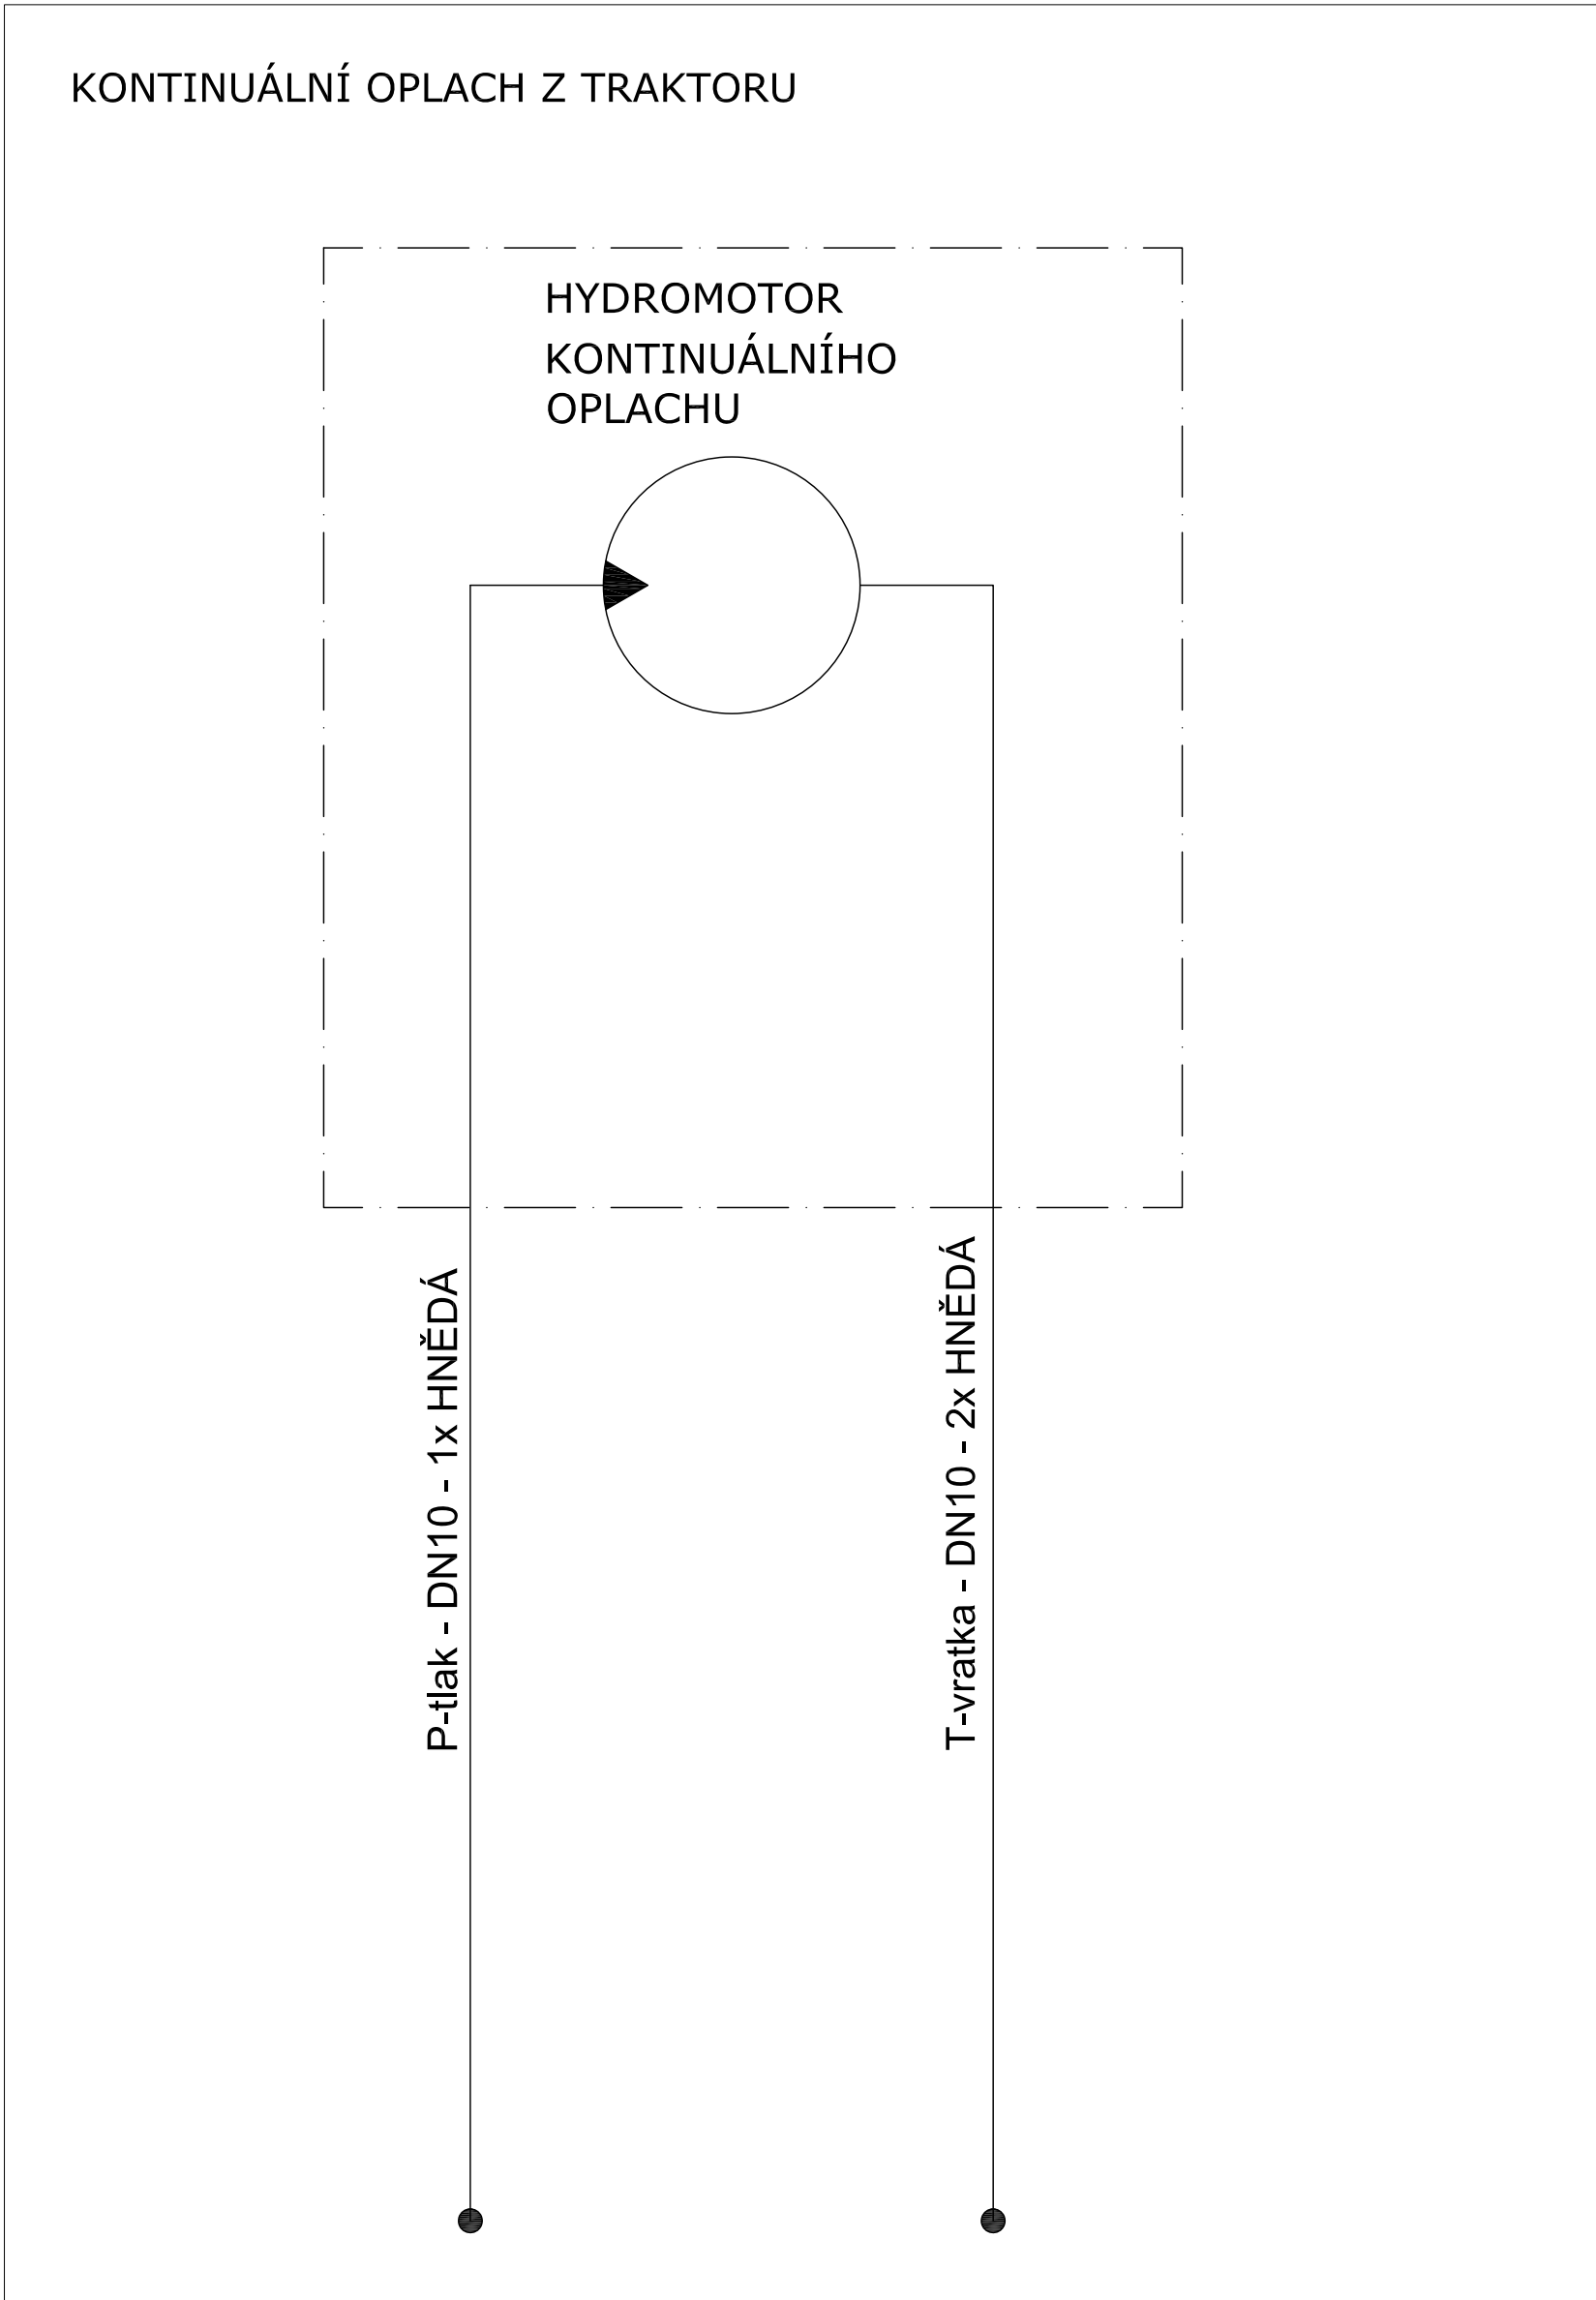 KONTINUÁLNÍ OPLACH Z TRAKTORU
HYDROMOTOR
KONTINUÁLNÍHO
OPLACHU
P-tlak - DN10 - 1x HNĚDÁ
T-vratka - DN10 - 2x HNĚDÁ